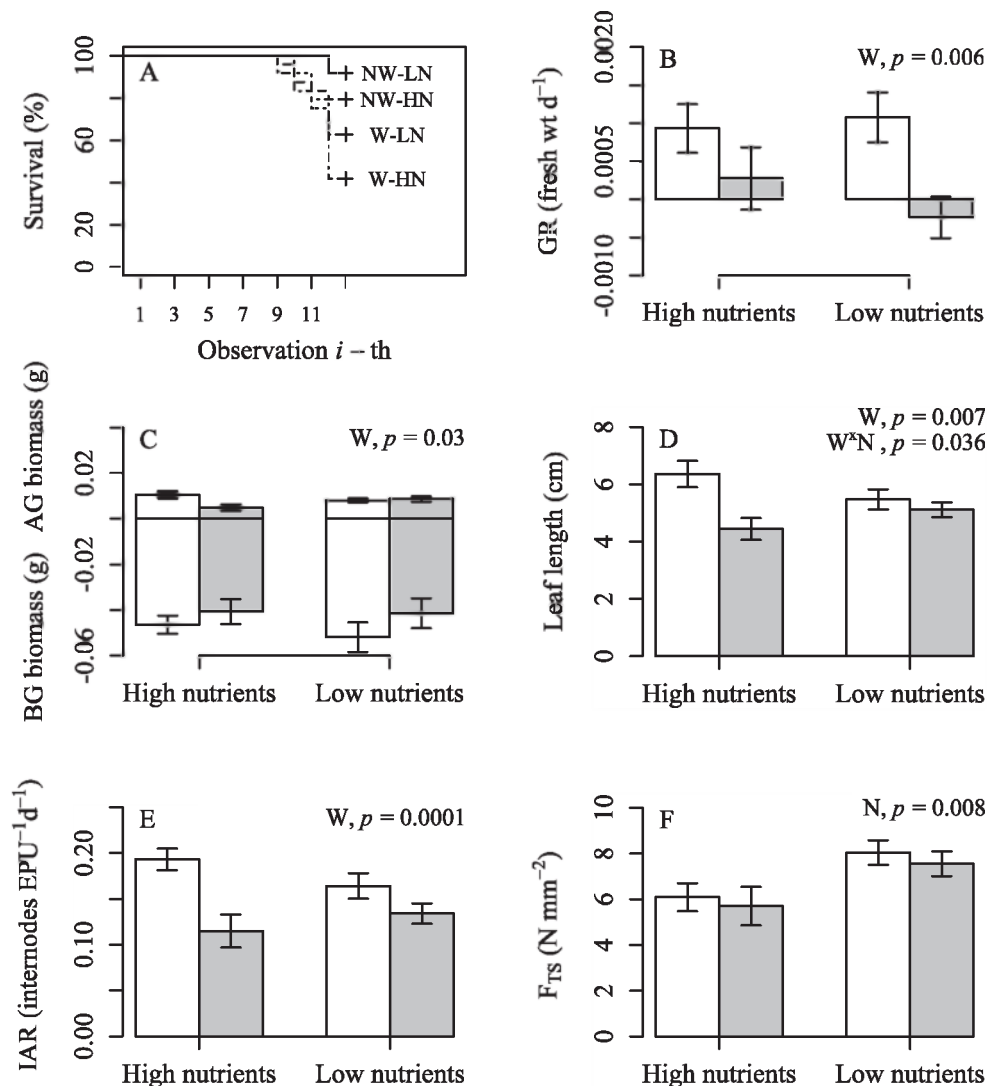 A
NW-LN
NW-HN
W-LN
W-HN
Survival (%)
100
60
20
0
1 3 5 7 9 11
Observation i – th
B
W, p = 0.006
GR (fresh wt d⁻¹)
0.0020
0.0005
-0.0010
High nutrients Low nutrients
C
W, p = 0.03
BG biomass (g) AG biomass (g)
0.02
-0.02
-0.06
High nutrients Low nutrients
D
W, p = 0.007
WˣN , p = 0.036
Leaf length (cm)
8
6
4
2
0
High nutrients Low nutrients
E
W, p = 0.0001
IAR (internodes EPU⁻¹d⁻¹)
0.20
0.10
0.00
High nutrients Low nutrients
F
N, p = 0.008
F_TS (N mm⁻²)
10
8
6
4
2
0
High nutrients Low nutrients